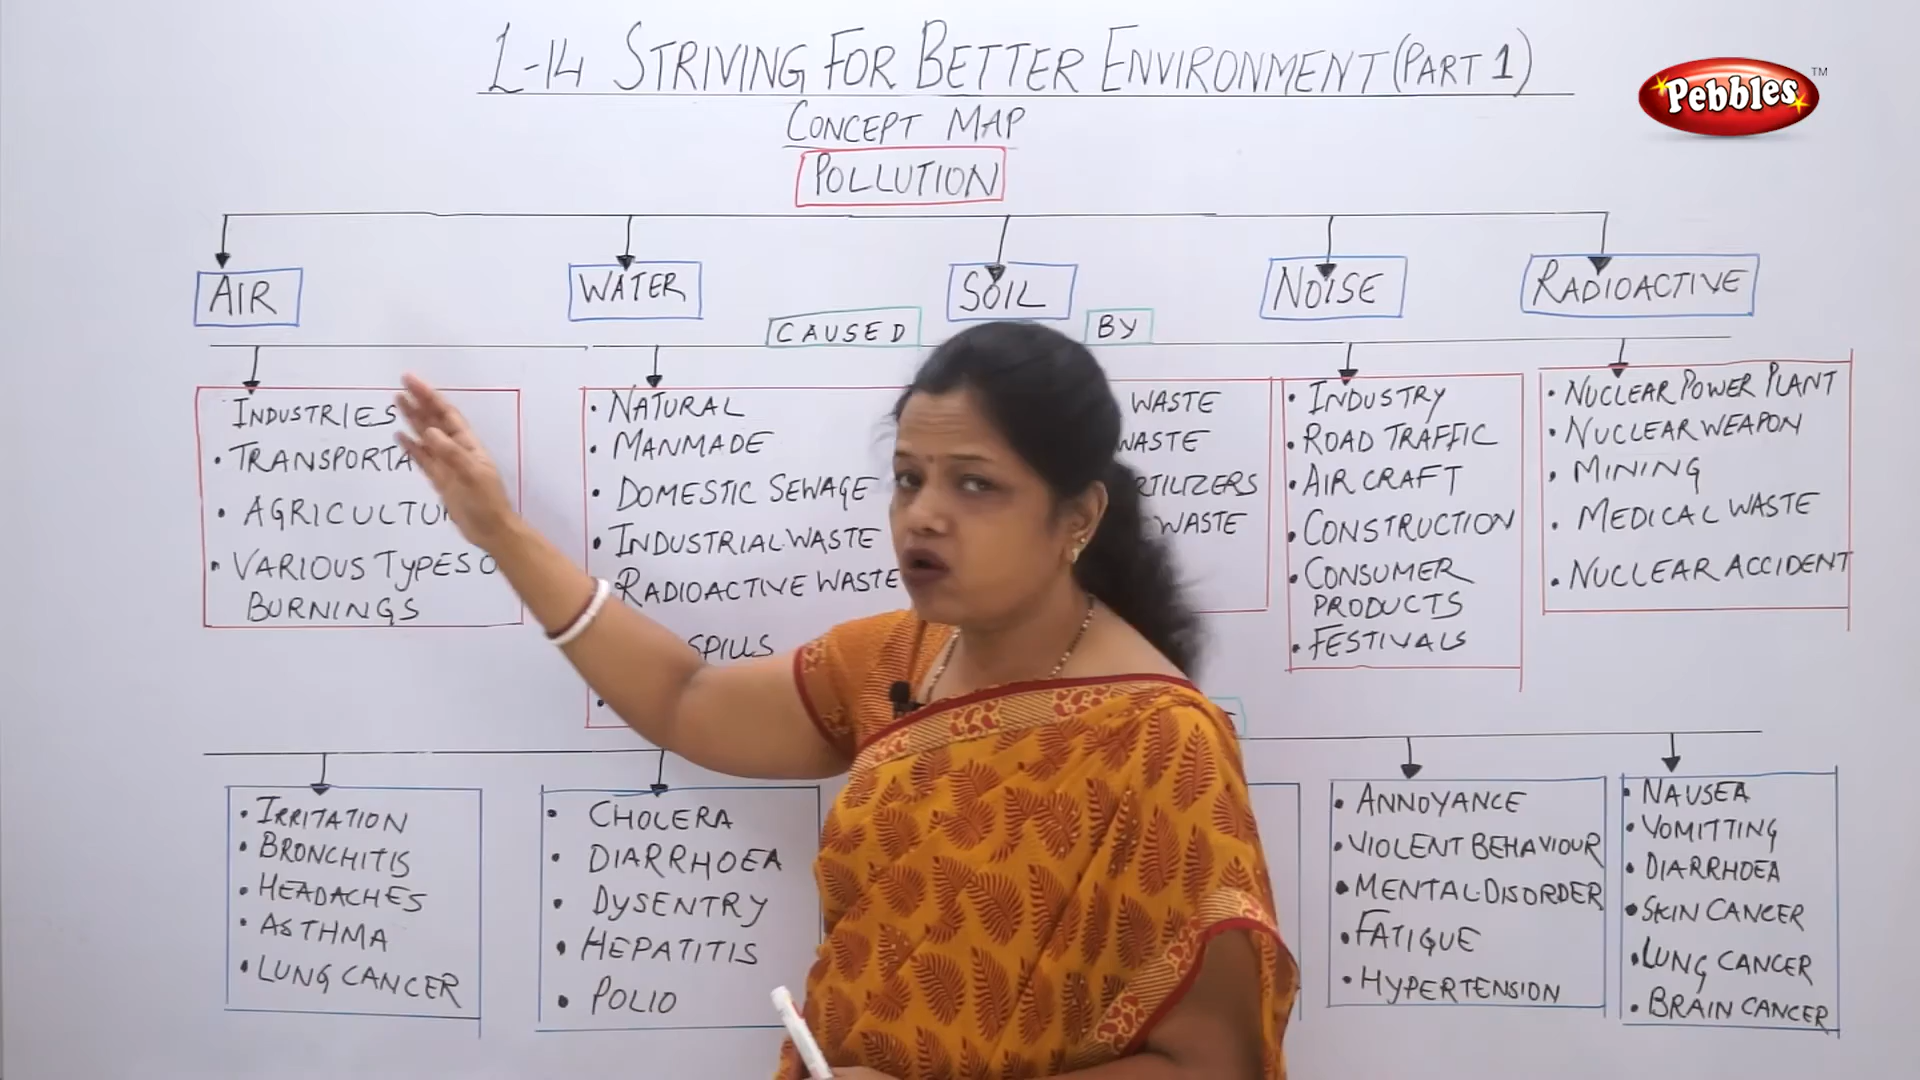 L-14 STRIVING FOR BETTER ENVIRONMENT (PART 1)
Pebbles™
CONCEPT MAP
POLLUTION
AIR
WATER
SOIL
NOISE
RADIOACTIVE
CAUSED BY
INDUSTRIES
• AGRICULTU
• VARIOUS TYPES O
BURNINGS
• NATURAL
• MANMADE
• DOMESTIC SEWAGE
• INDUSTRIAL WASTE
RADIOACTIVE WASTE
SPILLS
WASTE
WASTE
WASTE
• INDUSTRY
• ROAD TRAFFIC
• AIR CRAFT
• CONSTRUCTION
• CONSUMER
PRODUCTS
• FESTIVALS
• NUCLEAR POWER PLANT
• NUCLEAR WEAPON
• MINING
• MEDICAL WASTE
• NUCLEAR ACCIDENT
• IRRITATION
• BRONCHITIS
• HEADACHES
• ASTHMA
• LUNG CANCER
• CHOLERA
• DIARRHOEA
• DYSENTRY
• HEPATITIS
• POLIO
• ANNOYANCE
• VIOLENT BEHAVIOUR
• MENTAL DISORDER
• FATIGUE
• HYPERTENSION
• NAUSEA
• VOMITTING
• DIARRHOEA
• SKIN CANCER
• LUNG CANCER
• BRAIN CANCER